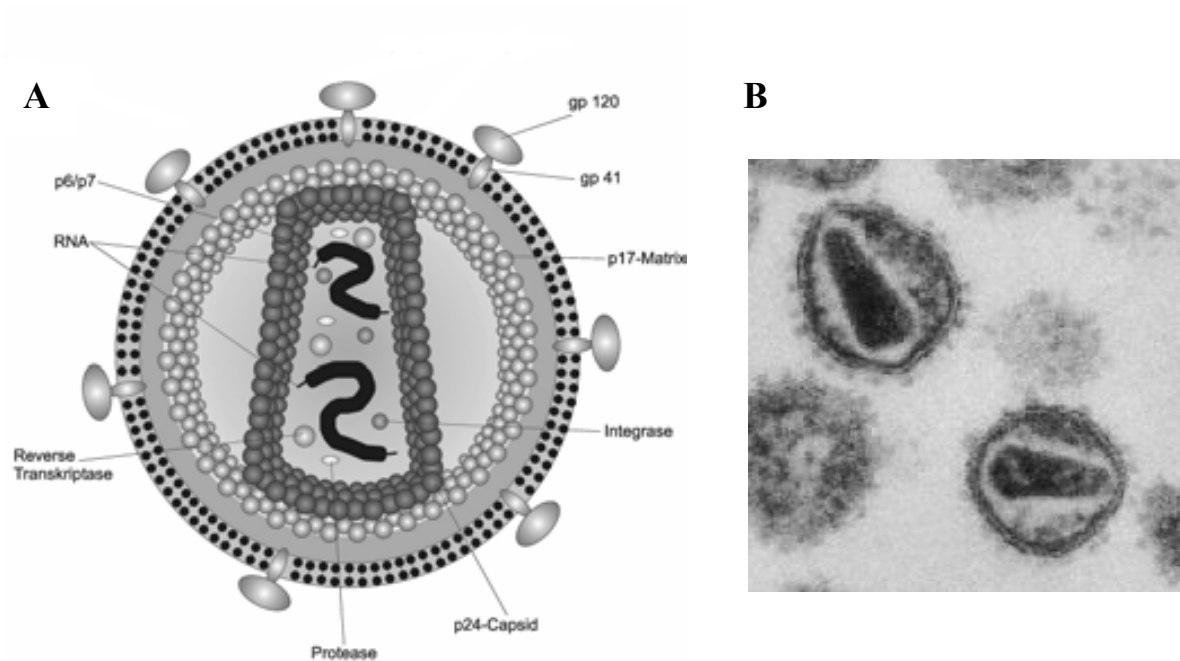 A
B
gp 120
gp 41
p6/p7
RNA
p17-Matrix
Integrase
Reverse
Transkriptase
p24-Capsid
Protease